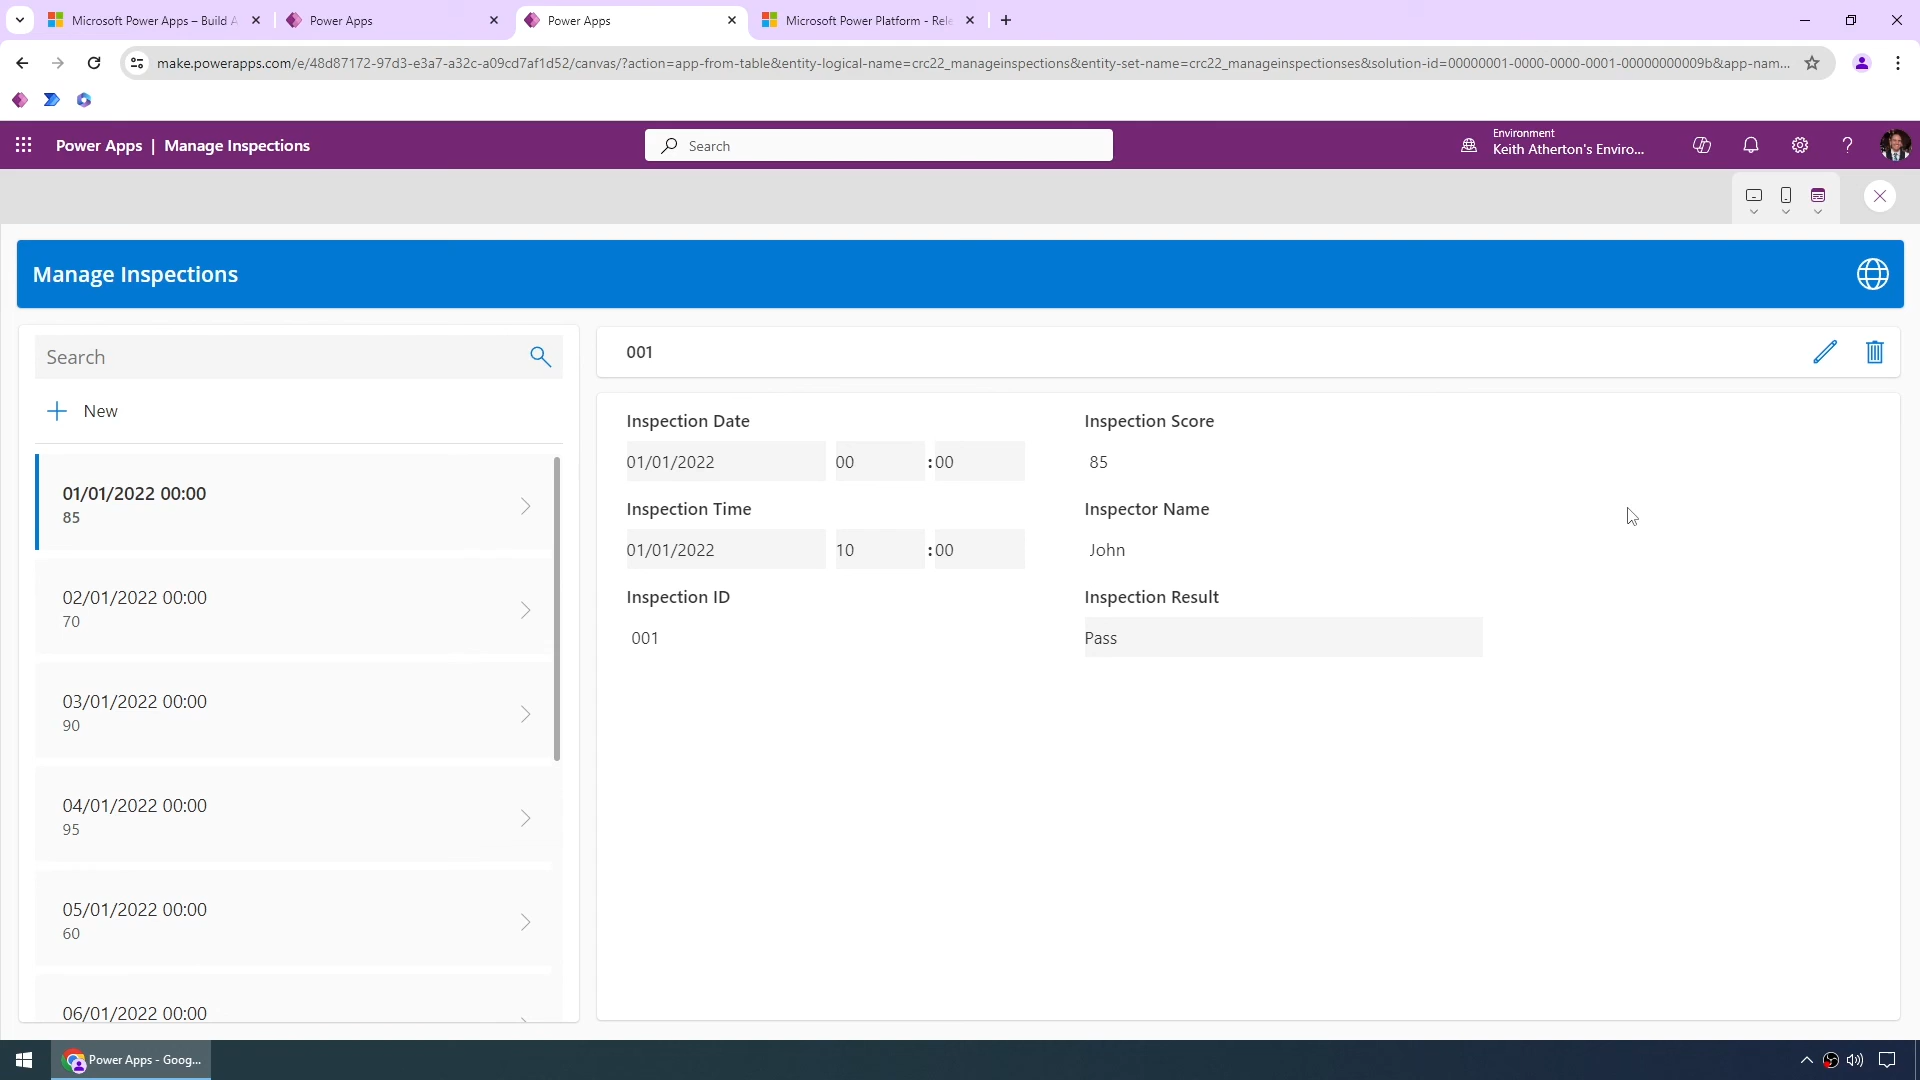 Microsoft Power Apps – Build A
Power Apps
Power Apps
Microsoft Power Platform - Rele
make.powerapps.com/e/48d87172-97d3-e3a7-a32c-a09cd7af1d52/canvas/?action=app-from-table&entity-logical-name=crc22_manageinspections&entity-set-name=crc22_manageinspectionses&solution-id=00000001-0000-0000-0001-00000000009b&app-nam...
Power Apps | Manage Inspections
Search
Environment
Keith Atherton's Enviro...
Manage Inspections
Search
New
01/01/2022 00:00
85
02/01/2022 00:00
70
03/01/2022 00:00
90
04/01/2022 00:00
95
05/01/2022 00:00
60
06/01/2022 00:00
001
Inspection Date
01/01/2022 00 :00
Inspection Time
01/01/2022 10 :00
Inspection ID
001
Inspection Score
85
Inspector Name
John
Inspection Result
Pass
Power Apps - Goog...